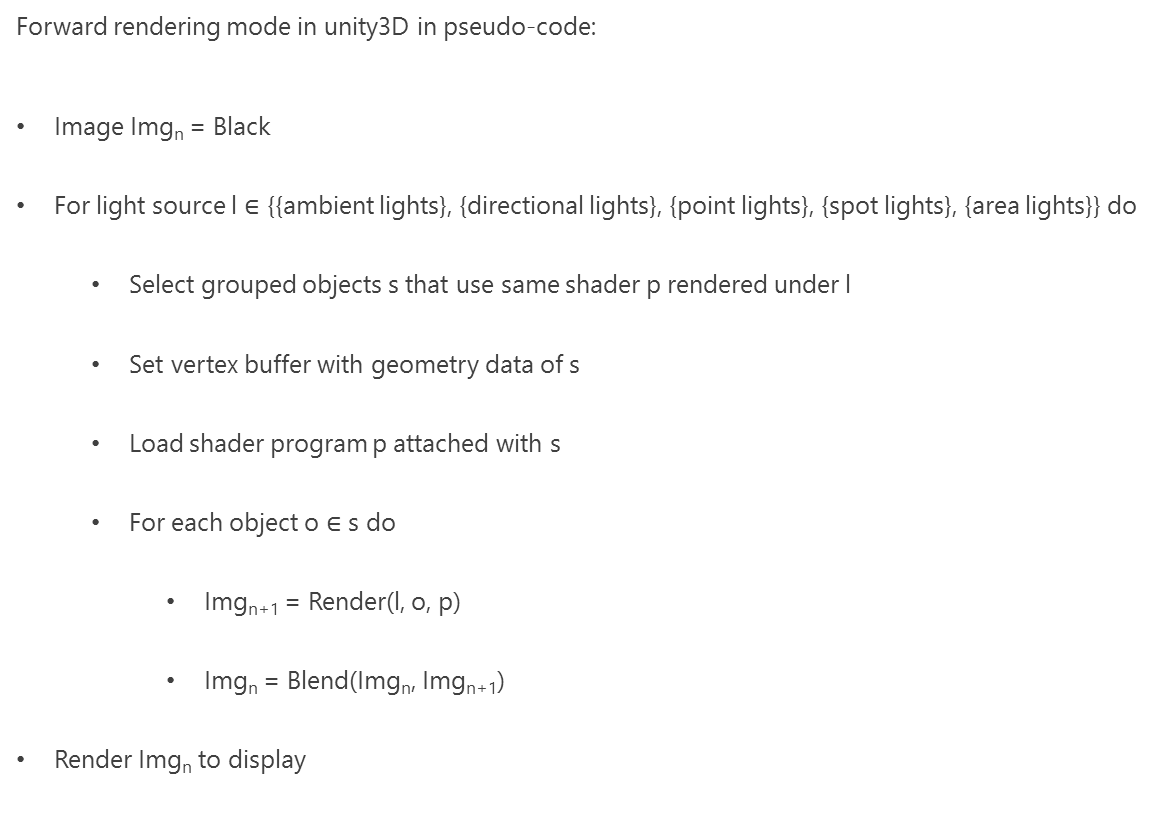 Forward rendering mode in unity3D in pseudo-code:
• Image Imgₙ = Black
• For light source l ∈ {{ambient lights}, {directional lights}, {point lights}, {spot lights}, {area lights}} do
• Select grouped objects s that use same shader p rendered under l
• Set vertex buffer with geometry data of s
• Load shader program p attached with s
• For each object o ∈ s do
• Imgₙ₊₁ = Render(l, o, p)
• Imgₙ = Blend(Imgₙ, Imgₙ₊₁)
• Render Imgₙ to display